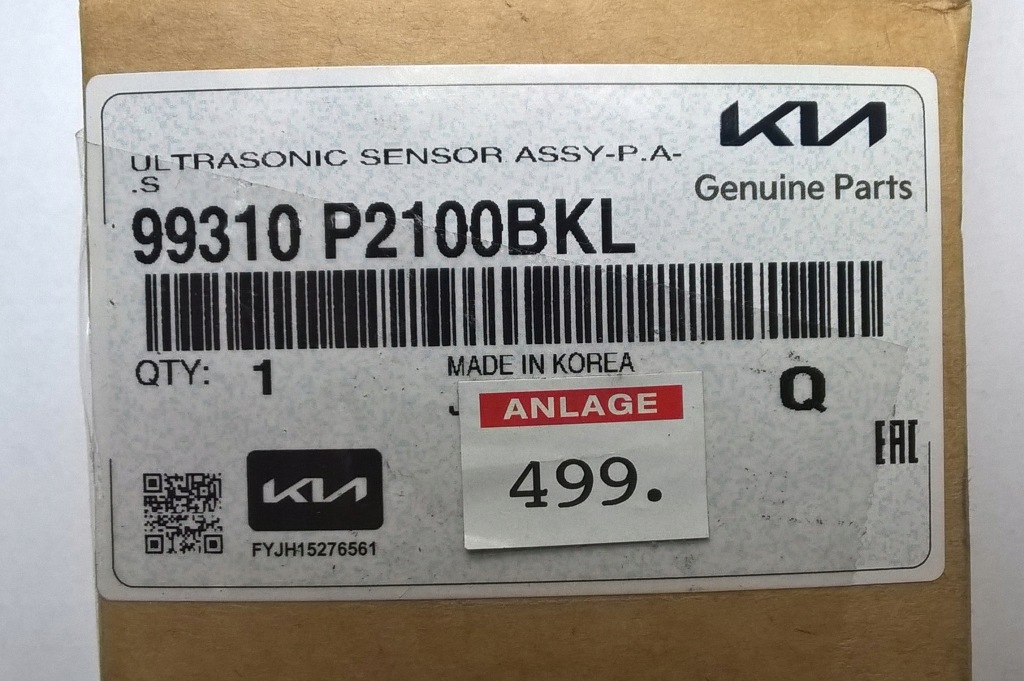 KIA
Genuine Parts
ULTRASONIC SENSOR ASSY-P.A-
.S
99310 P2100BKL
QTY: 1
MADE IN KOREA
Q
ANLAGE
499.
EAC
KIA
FYJH15276561